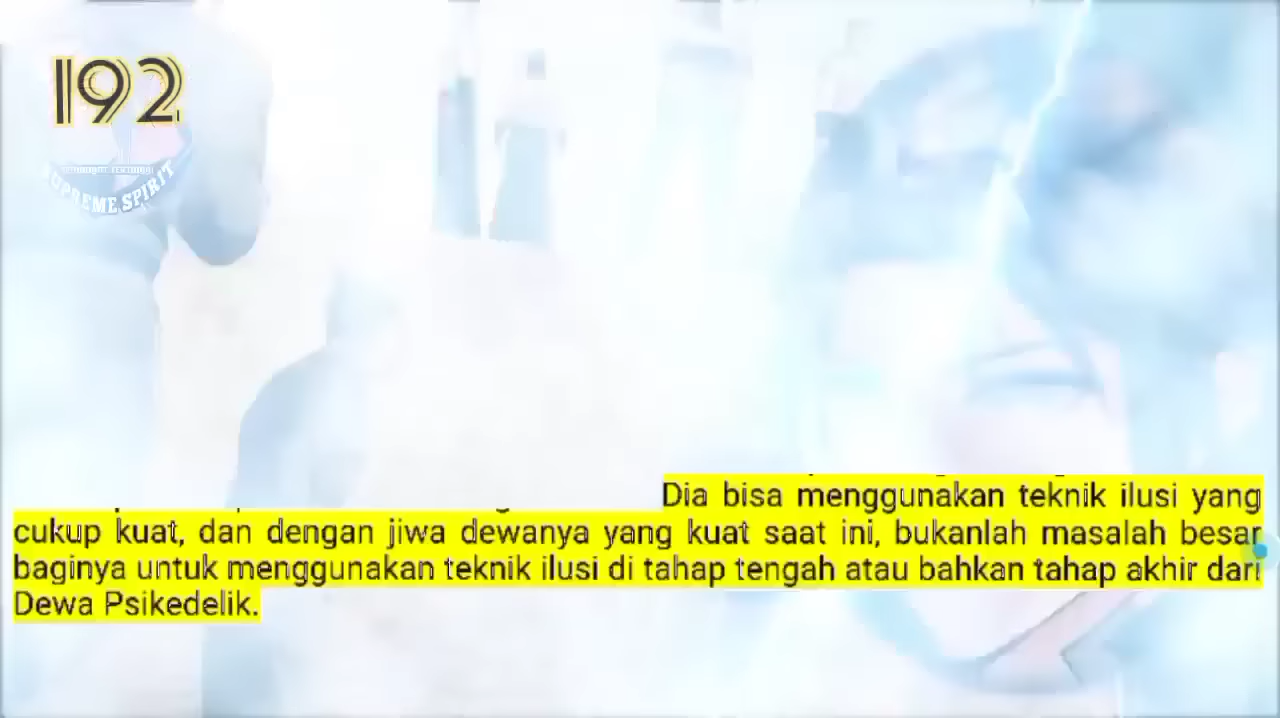 192
SUPREME SPIRIT
Dia bisa menggunakan teknik ilusi yang
cukup kuat, dan dengan jiwa dewanya yang kuat saat ini, bukanlah masalah besar
baginya untuk menggunakan teknik ilusi di tahap tengah atau bahkan tahap akhir dari
Dewa Psikedelik.